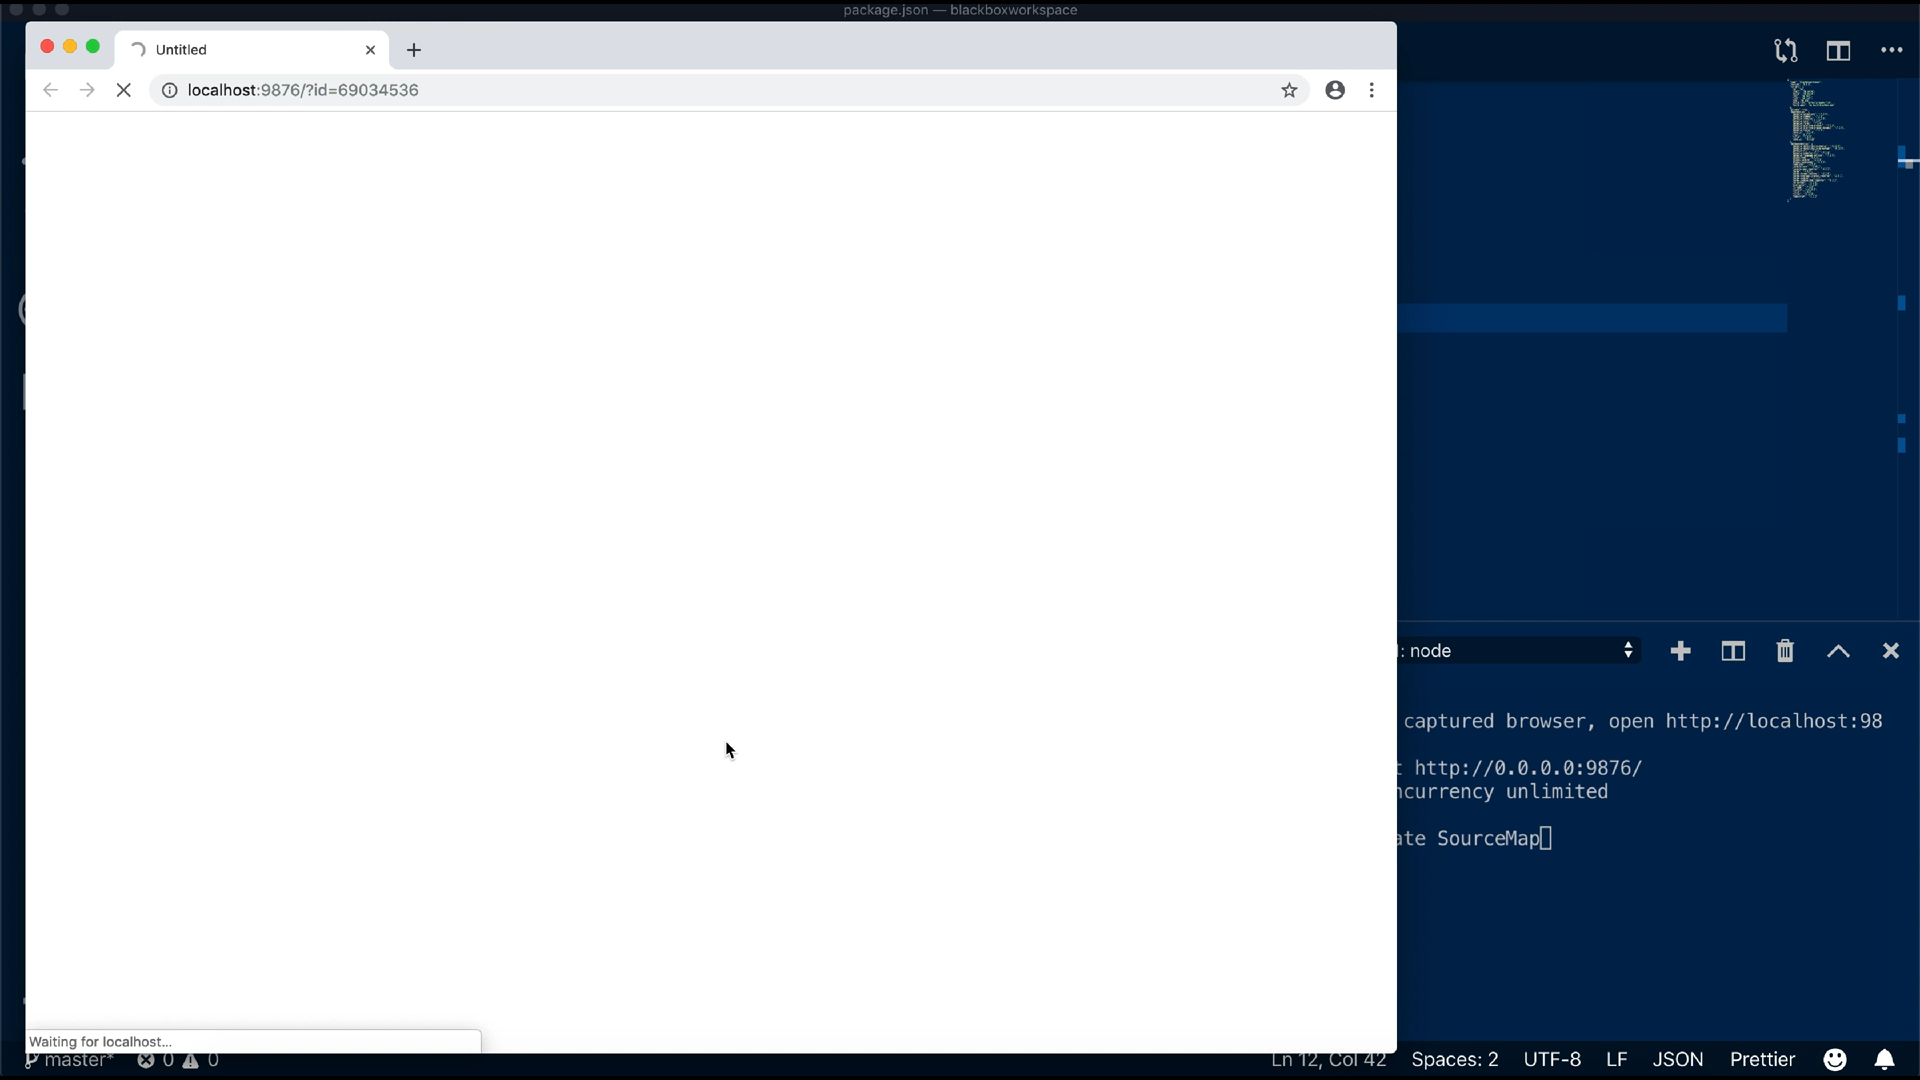 package.json — blackboxworkspace
Untitled
localhost:9876/?id=69034536
: node
captured browser, open http://localhost:98
http://0.0.0.0:9876/
currency unlimited
ate SourceMap
Waiting for localhost...
master* 0 0
Ln 12, Col 42 Spaces: 2 UTF-8 LF JSON Prettier